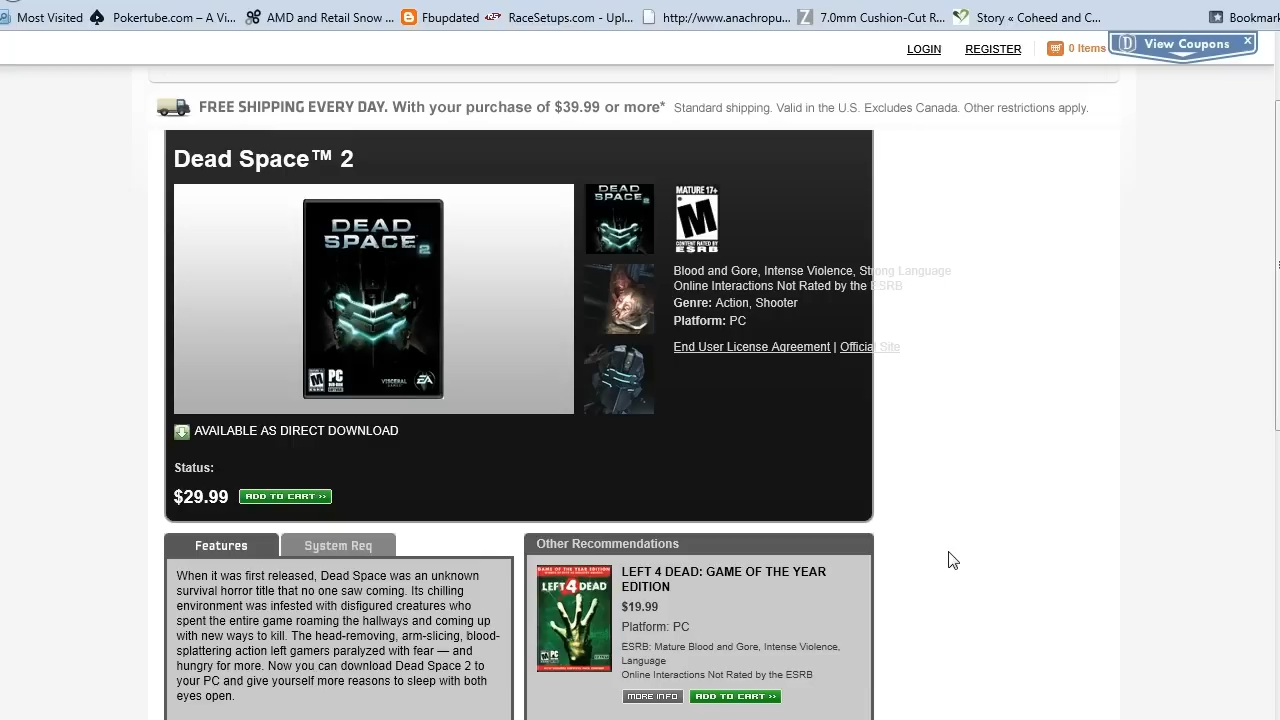 Most Visited
Pokertube.com – A Vi...
AMD and Retail Snow ...
Fbupdated
RaceSetups.com - Upl...
http://www.anachropu...
7.0mm Cushion-Cut R...
Story « Coheed and C...
Bookmar
LOGIN
REGISTER
0 Items
View Coupons
FREE SHIPPING EVERY DAY. With your purchase of $39.99 or more* Standard shipping. Valid in the U.S. Excludes Canada. Other restrictions apply.
Dead Space™ 2
DEAD
SPACE 2
PC
VISCERAL
EA
DEAD
SPACE 2
MATURE 17+
M
CONTENT RATED BY
ESRB
Blood and Gore, Intense Violence, Strong Language
Online Interactions Not Rated by the ESRB
Genre: Action, Shooter
Platform: PC
End User License Agreement | Official Site
AVAILABLE AS DIRECT DOWNLOAD
Status:
$29.99
ADD TO CART >>
Features
System Req
When it was first released, Dead Space was an unknown
survival horror title that no one saw coming. Its chilling
environment was infested with disfigured creatures who
spent the entire game roaming the hallways and coming up
with new ways to kill. The head-removing, arm-slicing, blood-
splattering action left gamers paralyzed with fear — and
hungry for more. Now you can download Dead Space 2 to
your PC and give yourself more reasons to sleep with both
eyes open.
Other Recommendations
LEFT 4 DEAD
PC
LEFT 4 DEAD: GAME OF THE YEAR
EDITION
$19.99
Platform: PC
ESRB: Mature Blood and Gore, Intense Violence,
Language
Online Interactions Not Rated by the ESRB
MORE INFO
ADD TO CART >>